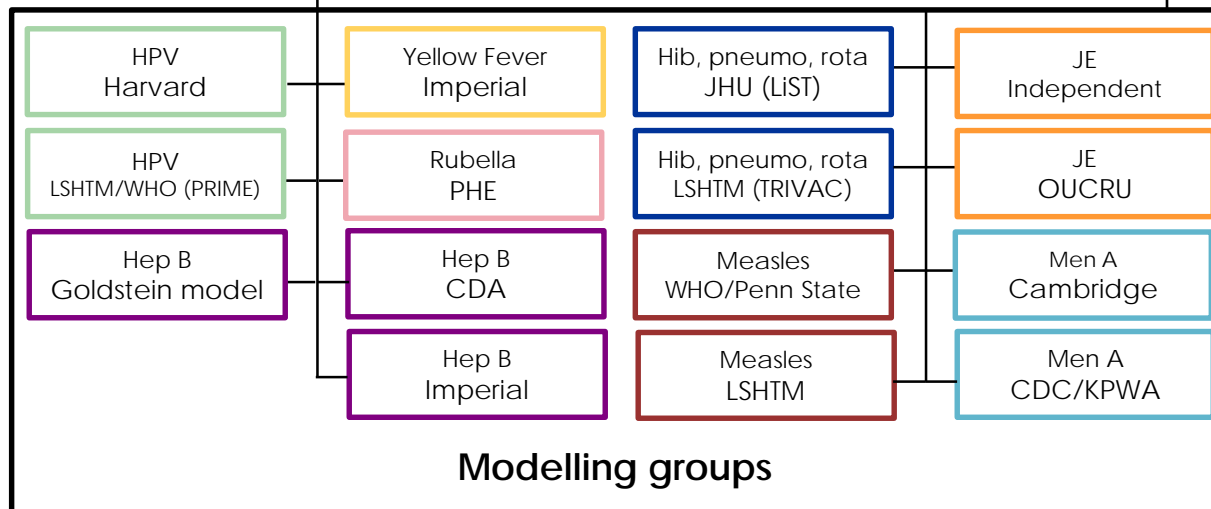 HPV
Harvard
Yellow Fever
Imperial
Hib, pneumo, rota
JHU (LiST)
JE
Independent
HPV
LSHTM/WHO (PRIME)
Rubella
PHE
Hib, pneumo, rota
LSHTM (TRIVAC)
JE
OUCRU
Hep B
Goldstein model
Hep B
CDA
Measles
WHO/Penn State
Men A
Cambridge
Hep B
Imperial
Measles
LSHTM
Men A
CDC/KPWA
Modelling groups